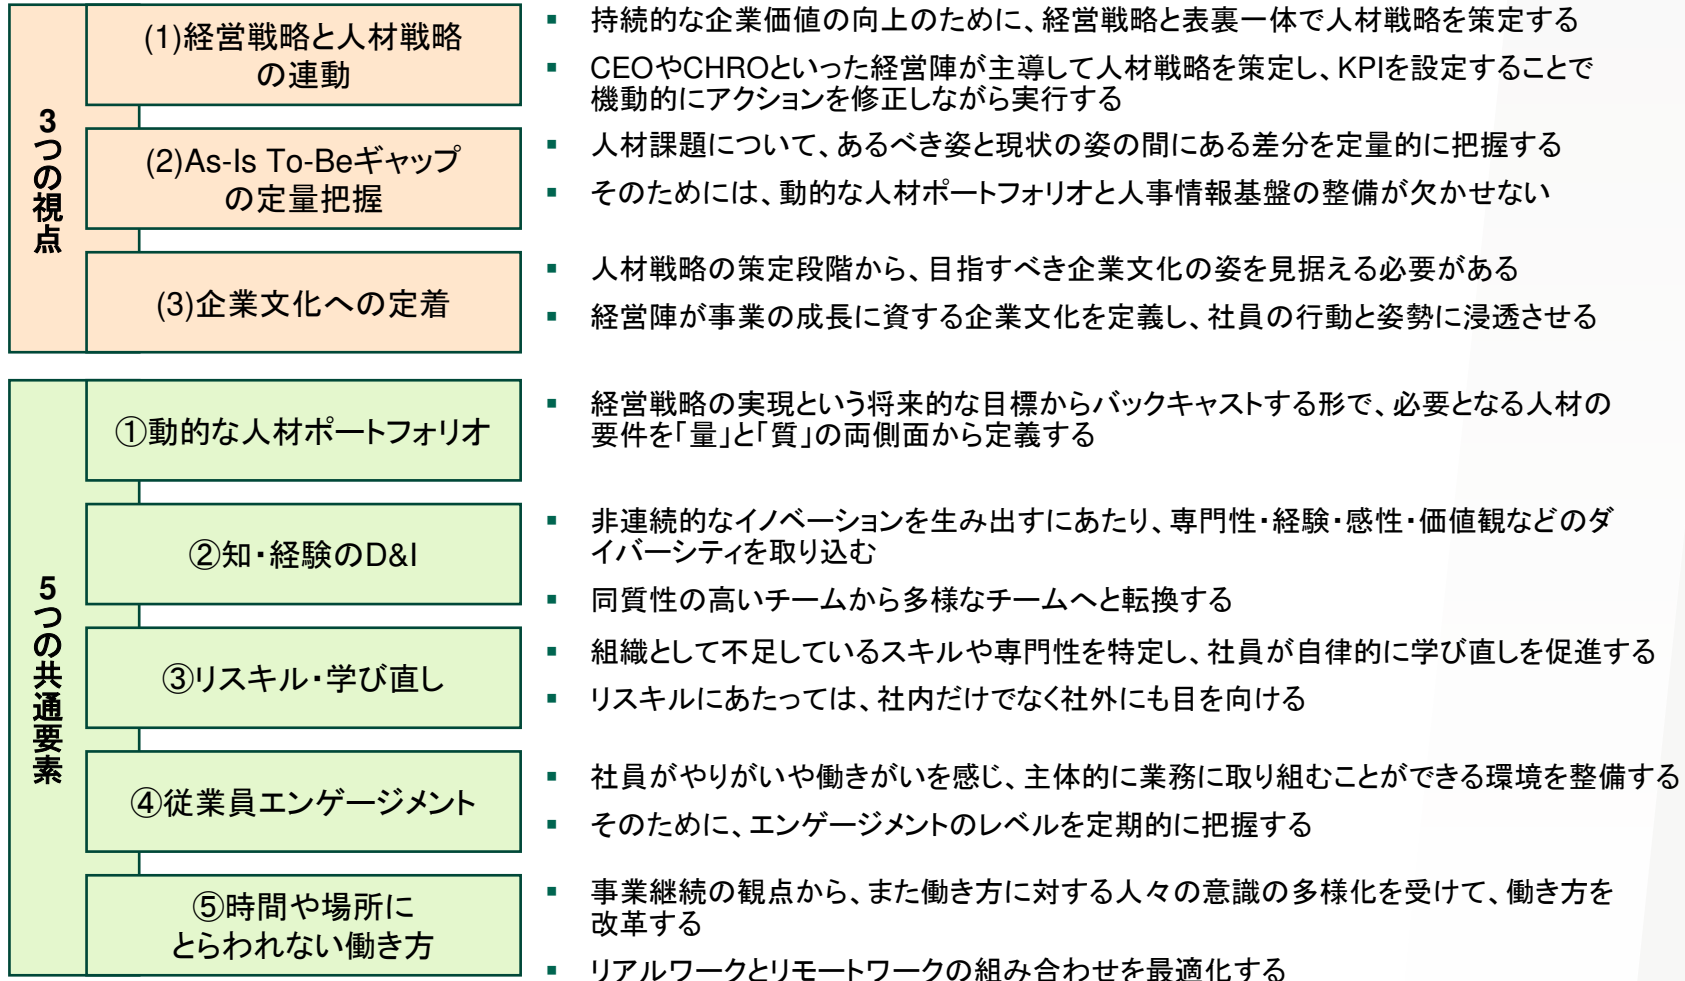 3つの視点
(1)経営戦略と人材戦略
の連動
▪ 持続的な企業価値の向上のために、経営戦略と表裏一体で人材戦略を策定する
▪ CEOやCHROといった経営陣が主導して人材戦略を策定し、KPIを設定することで
機動的にアクションを修正しながら実行する
(2)As-Is To-Beギャップ
の定量把握
▪ 人材課題について、あるべき姿と現状の姿の間にある差分を定量的に把握する
▪ そのためには、動的な人材ポートフォリオと人事情報基盤の整備が欠かせない
(3)企業文化への定着
▪ 人材戦略の策定段階から、目指すべき企業文化の姿を見据える必要がある
▪ 経営陣が事業の成長に資する企業文化を定義し、社員の行動と姿勢に浸透させる
5つの共通要素
①動的な人材ポートフォリオ
▪ 経営戦略の実現という将来的な目標からバックキャストする形で、必要となる人材の
要件を「量」と「質」の両側面から定義する
②知・経験のD&I
▪ 非連続的なイノベーションを生み出すにあたり、専門性・経験・感性・価値観などのダ
イバーシティを取り込む
▪ 同質性の高いチームから多様なチームへと転換する
③リスキル・学び直し
▪ 組織として不足しているスキルや専門性を特定し、社員が自律的に学び直しを促進する
▪ リスキルにあたっては、社内だけでなく社外にも目を向ける
④従業員エンゲージメント
▪ 社員がやりがいや働きがいを感じ、主体的に業務に取り組むことができる環境を整備する
▪ そのために、エンゲージメントのレベルを定期的に把握する
⑤時間や場所に
とらわれない働き方
▪ 事業継続の観点から、また働き方に対する人々の意識の多様化を受けて、働き方を
改革する
▪ リアルワークとリモートワークの組み合わせを最適化する